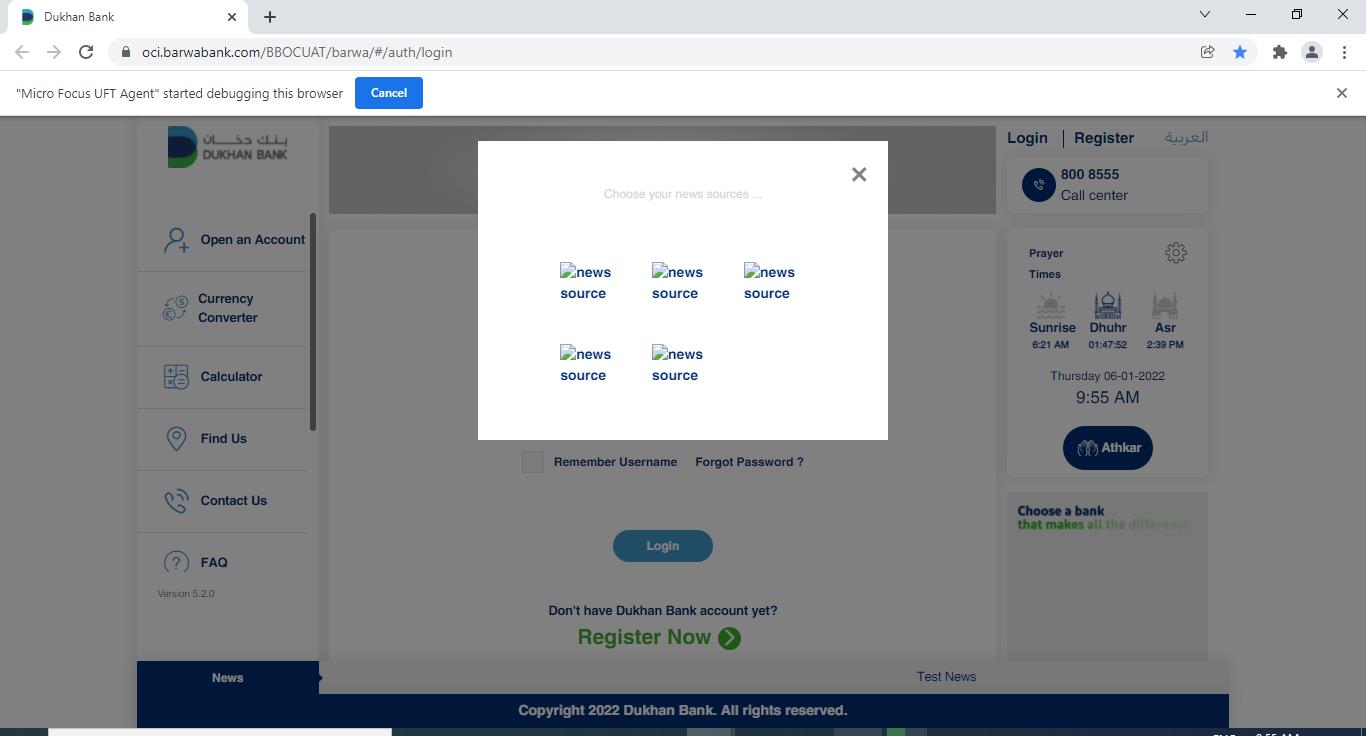 Dukhan Bank
oci.barwabank.com/BBOCUAT/barwa/#/auth/login
"Micro Focus UFT Agent" started debugging this browser
Cancel
بنك دخان
DUKHAN BANK
Open an Account
Currency
Converter
Calculator
Find Us
Contact Us
FAQ
Version 5.2.0
Choose your news sources ...
news
source
news
source
news
source
news
source
news
source
Remember Username
Forgot Password ?
Login
Don't have Dukhan Bank account yet?
Register Now
Login
Register
العربية
800 8555
Call center
Prayer
Times
Sunrise
Dhuhr
Asr
6:21 AM
01:47:52
2:39 PM
Thursday 06-01-2022
9:55 AM
Athkar
Choose a bank
that makes all the difference
News
Test News
Copyright 2022 Dukhan Bank. All rights reserved.